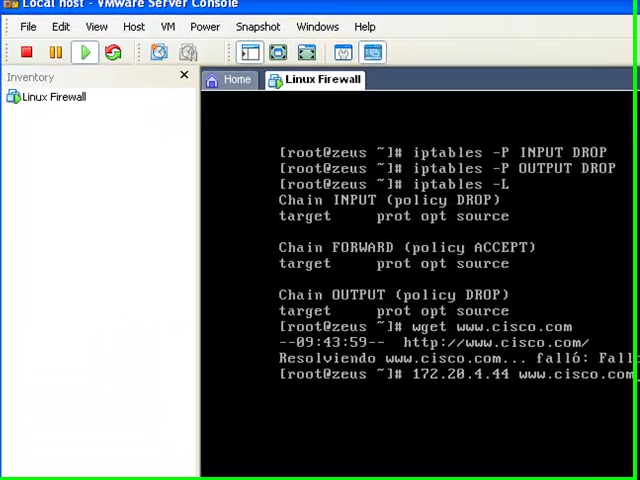 Local host - VMware Server Console
File Edit View Host VM Power Snapshot Windows Help
Inventory
Home Linux Firewall
Linux Firewall
[root@zeus ~]# iptables -P INPUT DROP
[root@zeus ~]# iptables -P OUTPUT DROP
[root@zeus ~]# iptables -L
Chain INPUT (policy DROP)
target prot opt source
Chain FORWARD (policy ACCEPT)
target prot opt source
Chain OUTPUT (policy DROP)
target prot opt source
[root@zeus ~]# wget www.cisco.com
--09:43:59-- http://www.cisco.com/
Resolviendo www.cisco.com... falló: Fallo
[root@zeus ~]# 172.20.4.44 www.cisco.com